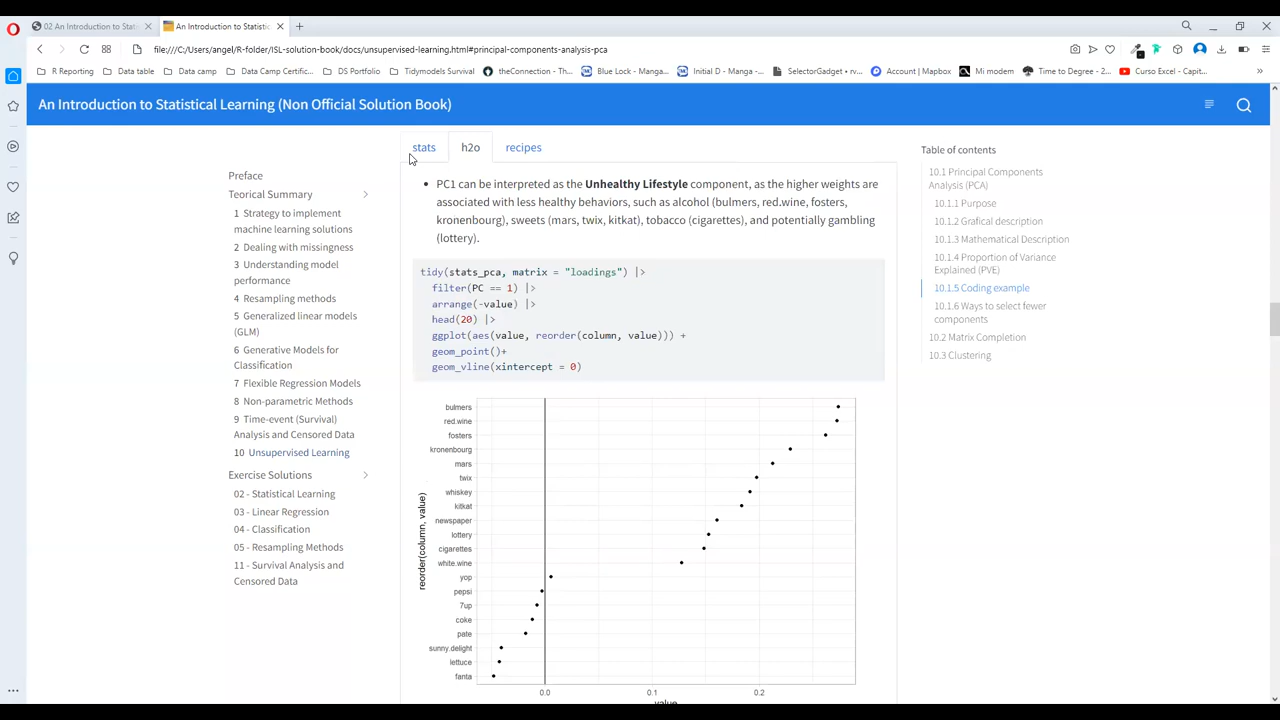 02 An Introduction to Stati
An Introduction to Statistic
file:///C:/Users/angel/R-folder/ISL-solution-book/docs/unsupervised-learning.html#principal-components-analysis-pca
R Reporting
Data table
Data camp
Data Camp Certific...
DS Portfolio
Tidymodels Survival
theConnection - Th...
Blue Lock - Manga...
Initial D - Manga -...
SelectorGadget • rv...
Account | Mapbox
Mi modem
Time to Degree - 2...
Curso Excel - Capit...
An Introduction to Statistical Learning (Non Official Solution Book)
Preface
Teorical Summary
1 Strategy to implement
machine learning solutions
2 Dealing with missingness
3 Understanding model
performance
4 Resampling methods
5 Generalized linear models
(GLM)
6 Generative Models for
Classification
7 Flexible Regression Models
8 Non-parametric Methods
9 Time-event (Survival)
Analysis and Censored Data
10 Unsupervised Learning
Exercise Solutions
02 - Statistical Learning
03 - Linear Regression
04 - Classification
05 - Resampling Methods
11 - Survival Analysis and
Censored Data
stats
h2o
recipes
• PC1 can be interpreted as the Unhealthy Lifestyle component, as the higher weights are
associated with less healthy behaviors, such as alcohol (bulmers, red.wine, fosters,
kronenbourg), sweets (mars, twix, kitkat), tobacco (cigarettes), and potentially gambling
(lottery).
tidy(stats_pca, matrix = "loadings") |>
filter(PC == 1) |>
arrange(-value) |>
head(20) |>
ggplot(aes(value, reorder(column, value))) +
geom_point()+
geom_vline(xintercept = 0)
reorder(column, value)
bulmers
red.wine
fosters
kronenbourg
mars
twix
whiskey
kitkat
newspaper
lottery
cigarettes
white.wine
yop
pepsi
7up
coke
pate
sunny.delight
lettuce
fanta
0.0
0.1
0.2
value
Table of contents
10.1 Principal Components
Analysis (PCA)
10.1.1 Purpose
10.1.2 Grafical description
10.1.3 Mathematical Description
10.1.4 Proportion of Variance
Explained (PVE)
10.1.5 Coding example
10.1.6 Ways to select fewer
components
10.2 Matrix Completion
10.3 Clustering